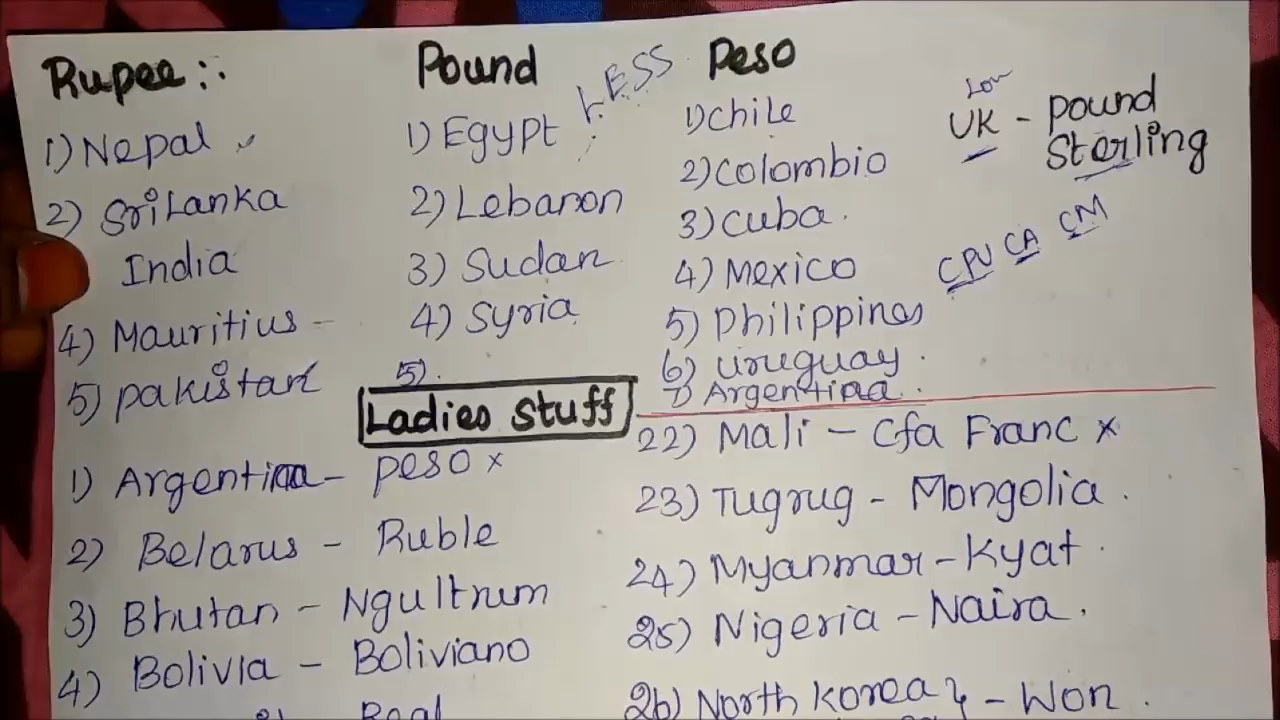 Rupee :.
1) Nepal
2) SriLanka
India
4) Mauritius -
5) Pakistan
Pound
LESS
1) Egypt
2) Lebanon
3) Sudan
4) Syria
5).
Peso
1) Chile
2) Colombio
3) Cuba.
4) Mexico
5) Philippines
6) Uruguay.
7) Argentina.
Low
UK - Pound
Sterling
CPU CA CM
Ladies Stuff
1) Argentina - Peso x
2) Belarus - Ruble
3) Bhutan - Ngultrum
4) Bolivia - Boliviano
Real
22) Mali - Cfa Franc x
23) Tugrug - Mongolia.
24) Myanmar - Kyat.
25) Nigeria - Naira.
26) North Korea - Won.